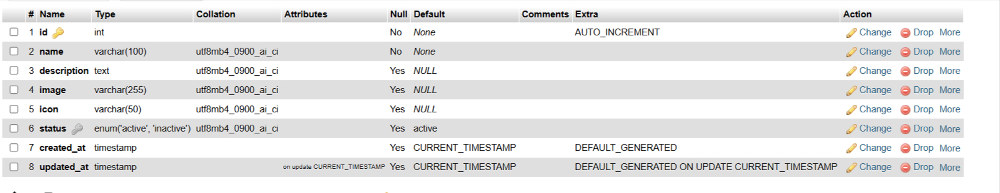 # Name Type Collation Attributes Null Default Comments Extra Action
1 id int No None AUTO_INCREMENT Change Drop More
2 name varchar(100) utf8mb4_0900_ai_ci No None Change Drop More
3 description text utf8mb4_0900_ai_ci Yes NULL Change Drop More
4 image varchar(255) utf8mb4_0900_ai_ci Yes NULL Change Drop More
5 icon varchar(50) utf8mb4_0900_ai_ci Yes NULL Change Drop More
6 status enum('active', 'inactive') utf8mb4_0900_ai_ci Yes active Change Drop More
7 created_at timestamp Yes CURRENT_TIMESTAMP DEFAULT_GENERATED Change Drop More
8 updated_at timestamp on update CURRENT_TIMESTAMP Yes CURRENT_TIMESTAMP DEFAULT_GENERATED ON UPDATE CURRENT_TIMESTAMP Change Drop More